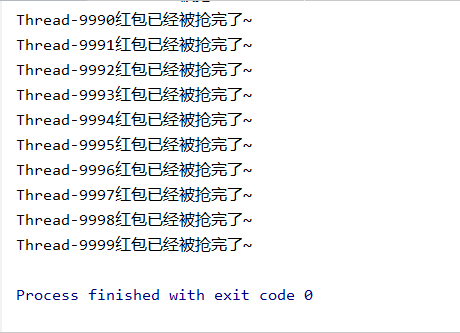 Thread-9990红包已经被抢完了~
Thread-9991红包已经被抢完了~
Thread-9992红包已经被抢完了~
Thread-9993红包已经被抢完了~
Thread-9994红包已经被抢完了~
Thread-9995红包已经被抢完了~
Thread-9996红包已经被抢完了~
Thread-9997红包已经被抢完了~
Thread-9998红包已经被抢完了~
Thread-9999红包已经被抢完了~
Process finished with exit code 0